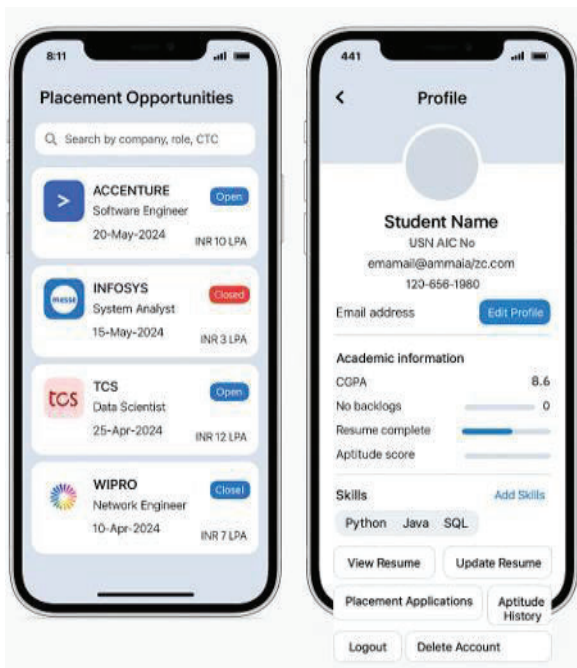 8:11
Placement Opportunities
Search by company, role, CTC
ACCENTURE
Open
Software Engineer
20-May-2024
INR 10 LPA
messe
INFOSYS
Closed
System Analyst
15-May-2024
INR 3 LPA
tcs
TCS
Open
Data Scientist
25-Apr-2024
INR 12 LPA
WIPRO
Closel
Network Engineer
10-Apr-2024
INR 7 LPA
441
Profile
Student Name
USN AIC No
emamail@ammaia/zc.com
120-656-1980
Email address
Edit Profile
Academic information
CGPA 8.6
No backlogs 0
Resume complete
Aptitude score
Skills
Add Skills
Python Java SQL
View Resume
Update Resume
Placement Applications
Aptitude
History
Logout
Delete Account